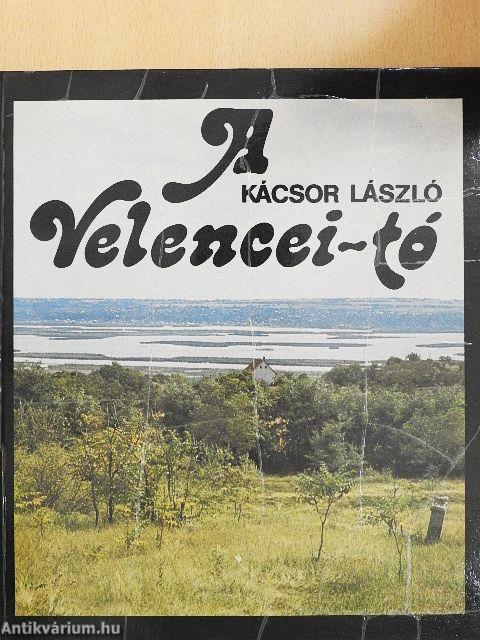 A
KÁCSOR LÁSZLÓ
Velencei-tó
Antikvárium.hu